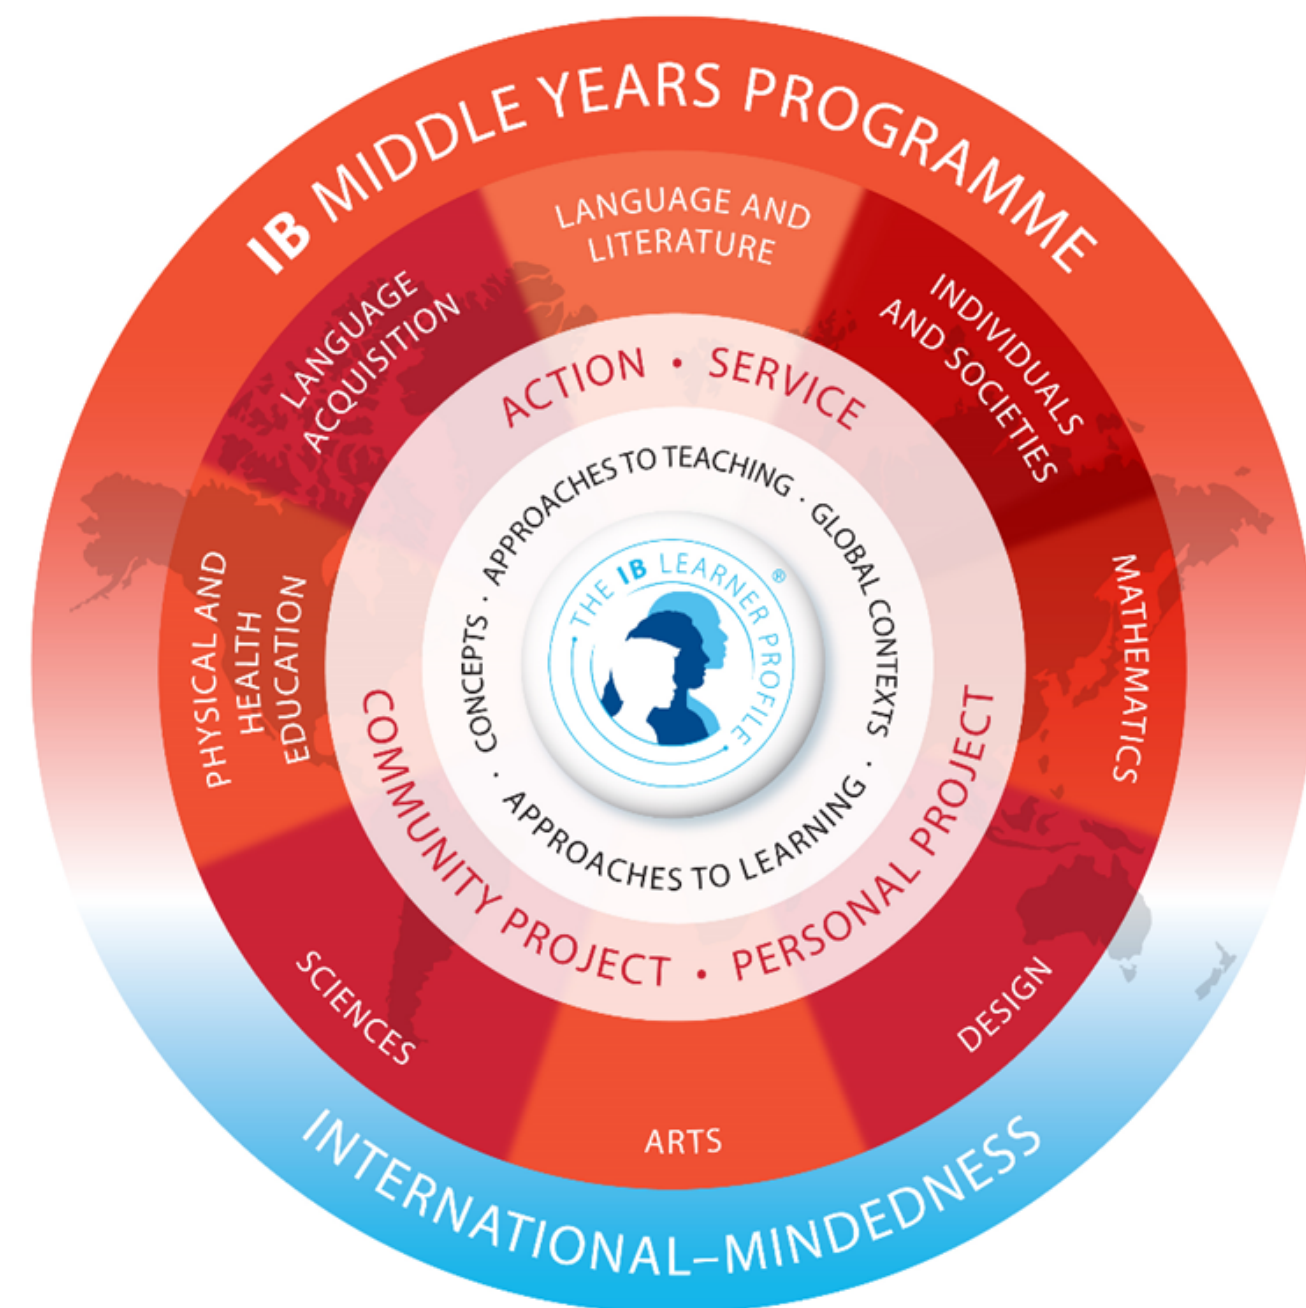 IB MIDDLE YEARS PROGRAMME
LANGUAGE AND
LITERATURE
INDIVIDUALS
AND SOCIETIES
MATHEMATICS
DESIGN
ARTS
SCIENCES
PHYSICAL AND
HEALTH
EDUCATION
LANGUAGE
ACQUISITION
ACTION • SERVICE
COMMUNITY PROJECT • PERSONAL PROJECT
APPROACHES TO TEACHING · GLOBAL CONTEXTS · APPROACHES TO LEARNING · CONCEPTS ·
THE IB LEARNER PROFILE ®
INTERNATIONAL–MINDEDNESS